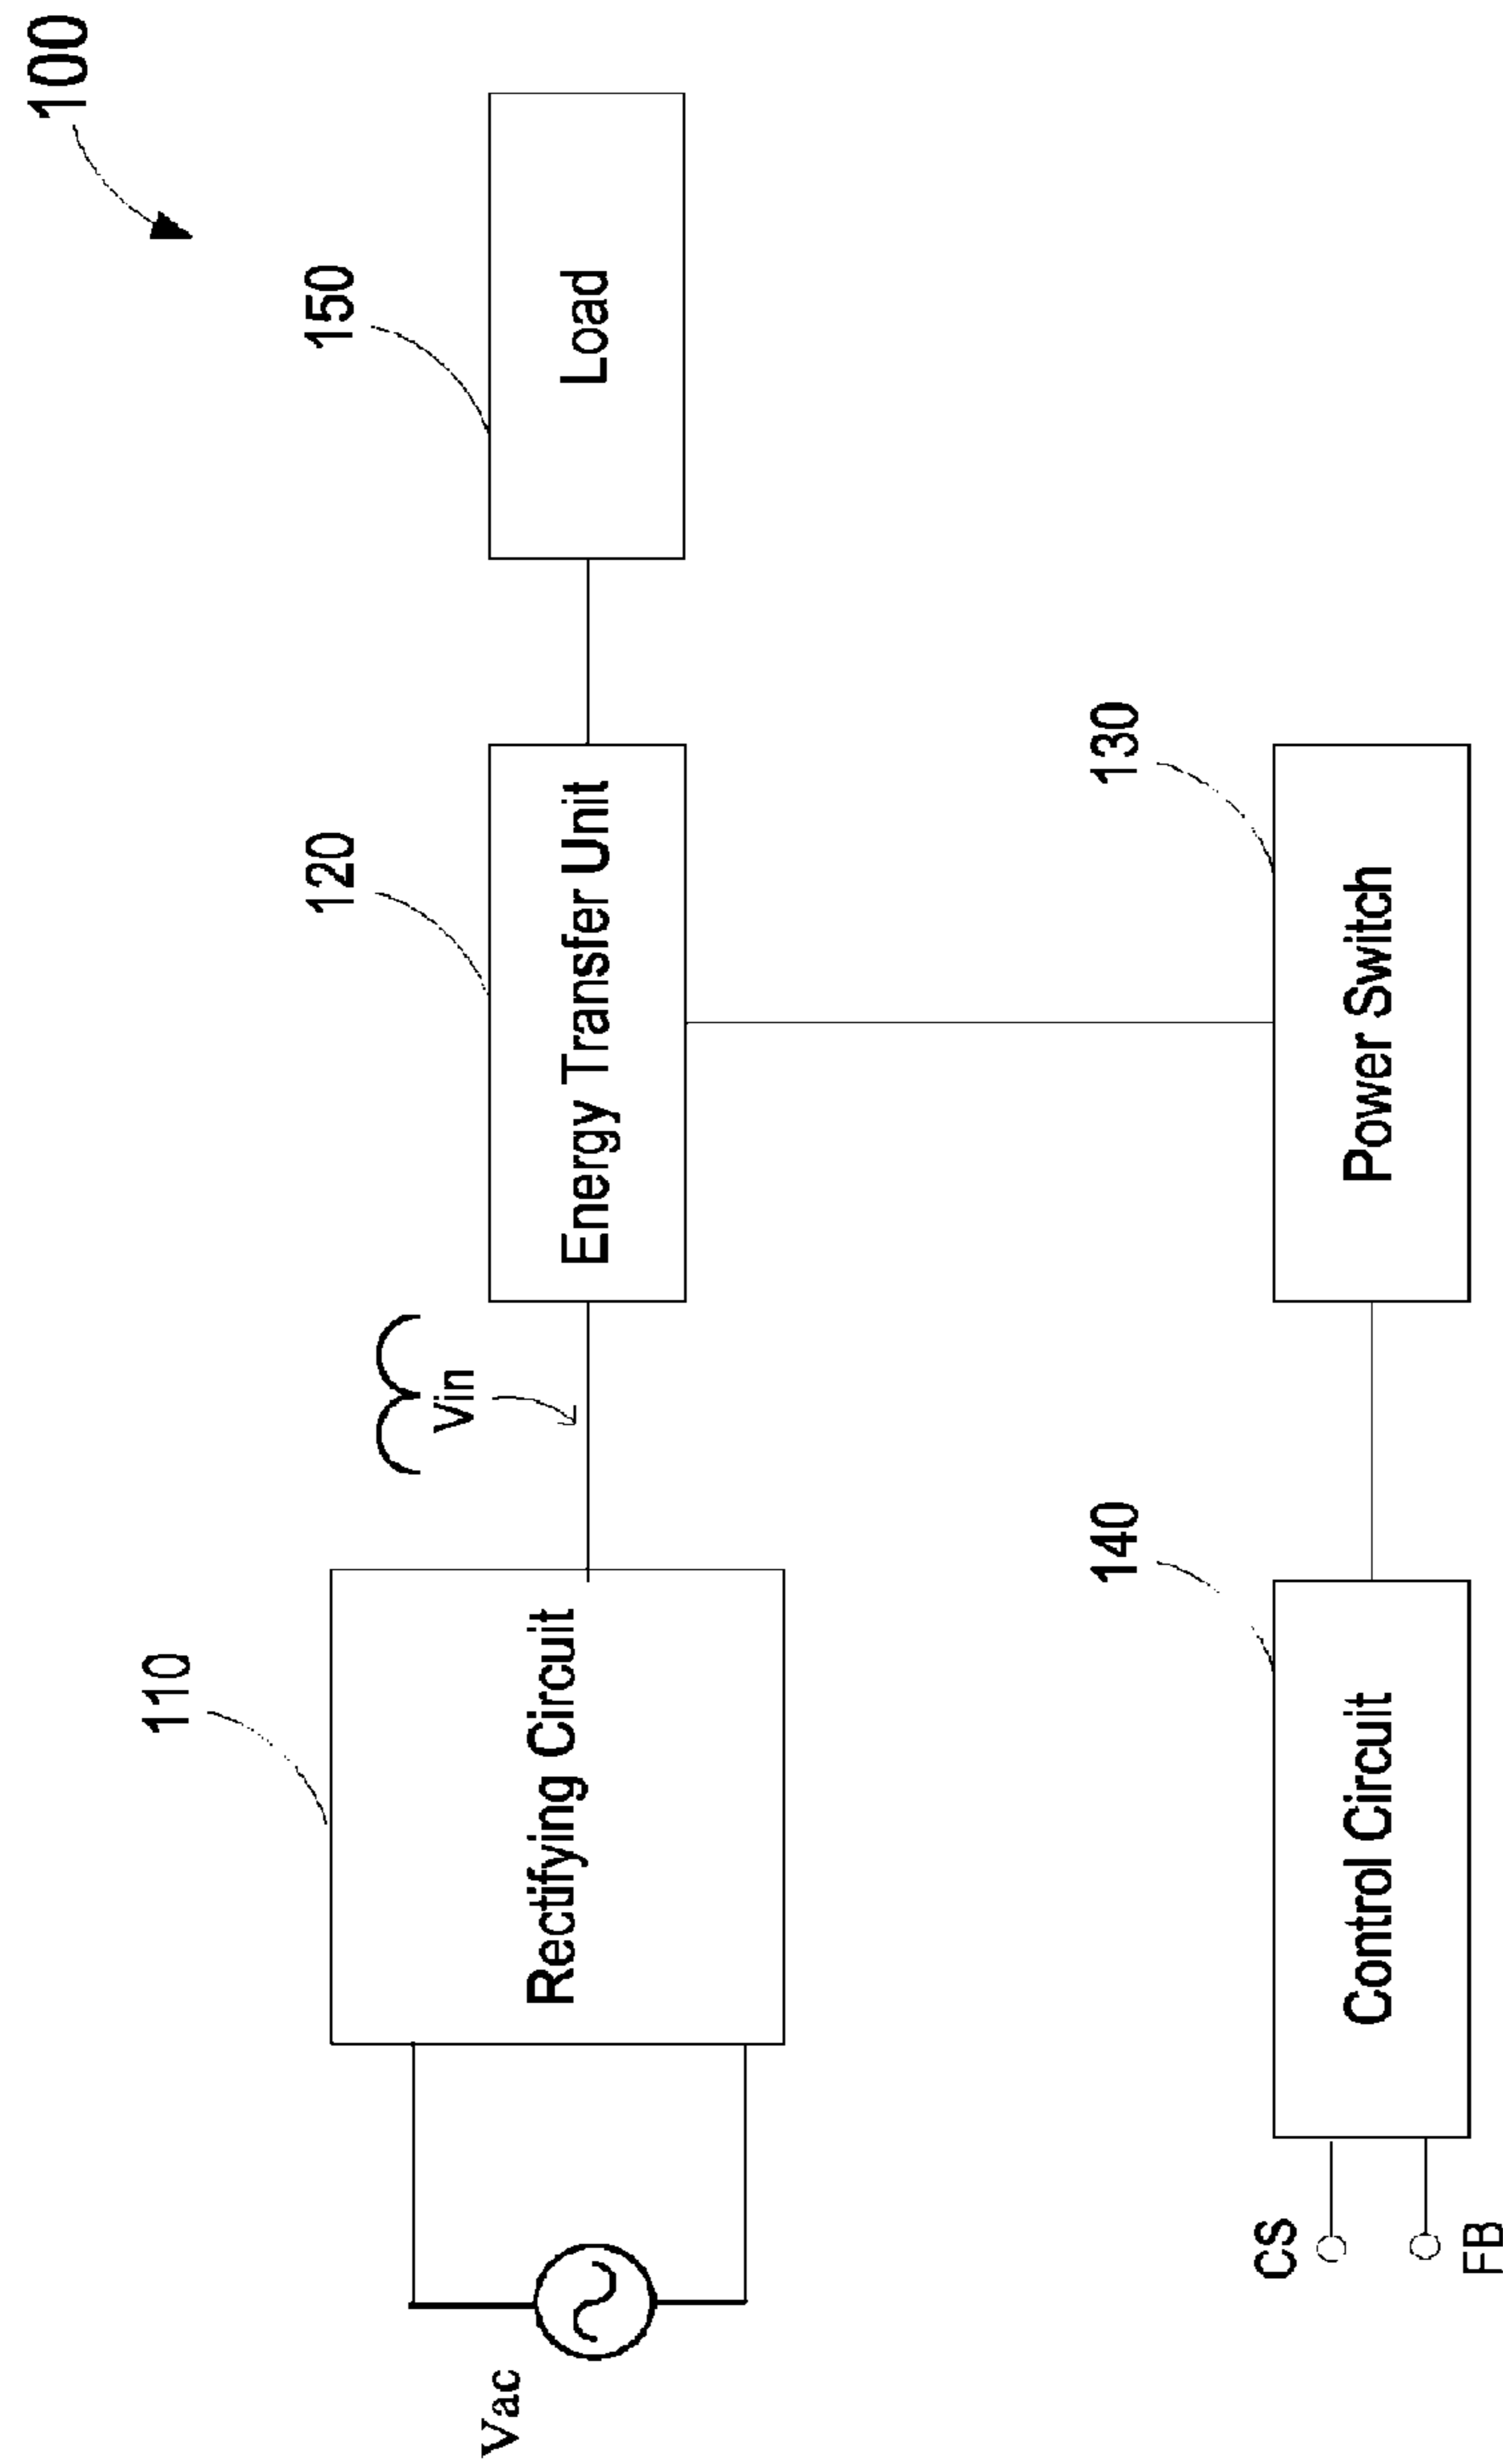 100
110
120
150
Vin
Vac
Rectifying Circuit
Energy Transfer Unit
Load
140
130
CS
FB
Control Circuit
Power Switch